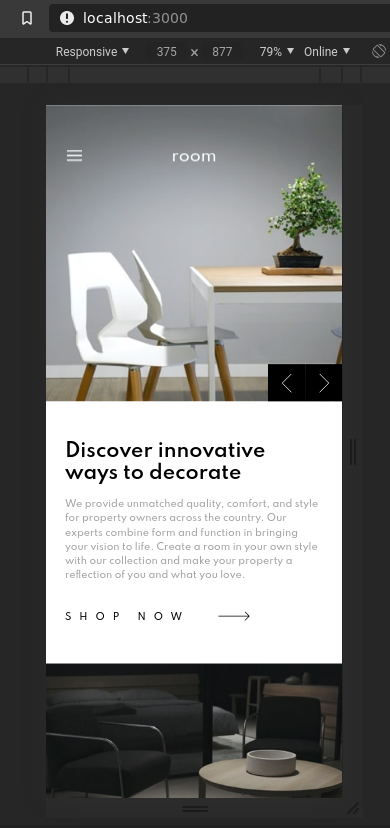 localhost:3000
Responsive 375 × 877 79% Online
room
Discover innovative
ways to decorate
We provide unmatched quality, comfort, and style
for property owners across the country. Our
experts combine form and function in bringing
your vision to life. Create a room in your own style
with our collection and make your property a
reflection of you and what you love.
SHOP NOW